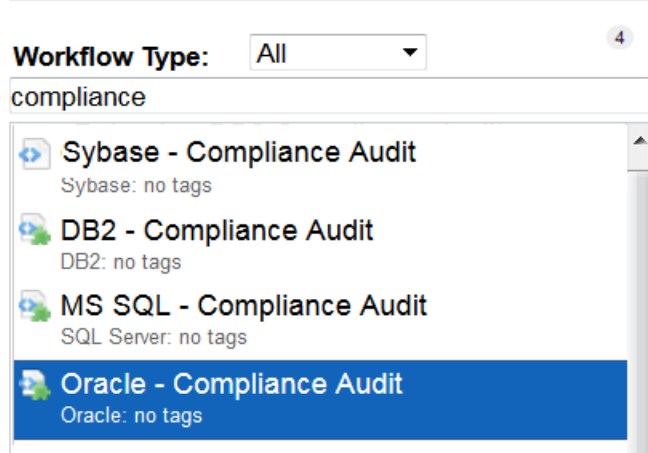 4
Workflow Type: All
compliance
Sybase - Compliance Audit
Sybase: no tags
DB2 - Compliance Audit
DB2: no tags
MS SQL - Compliance Audit
SQL Server: no tags
Oracle - Compliance Audit
Oracle: no tags